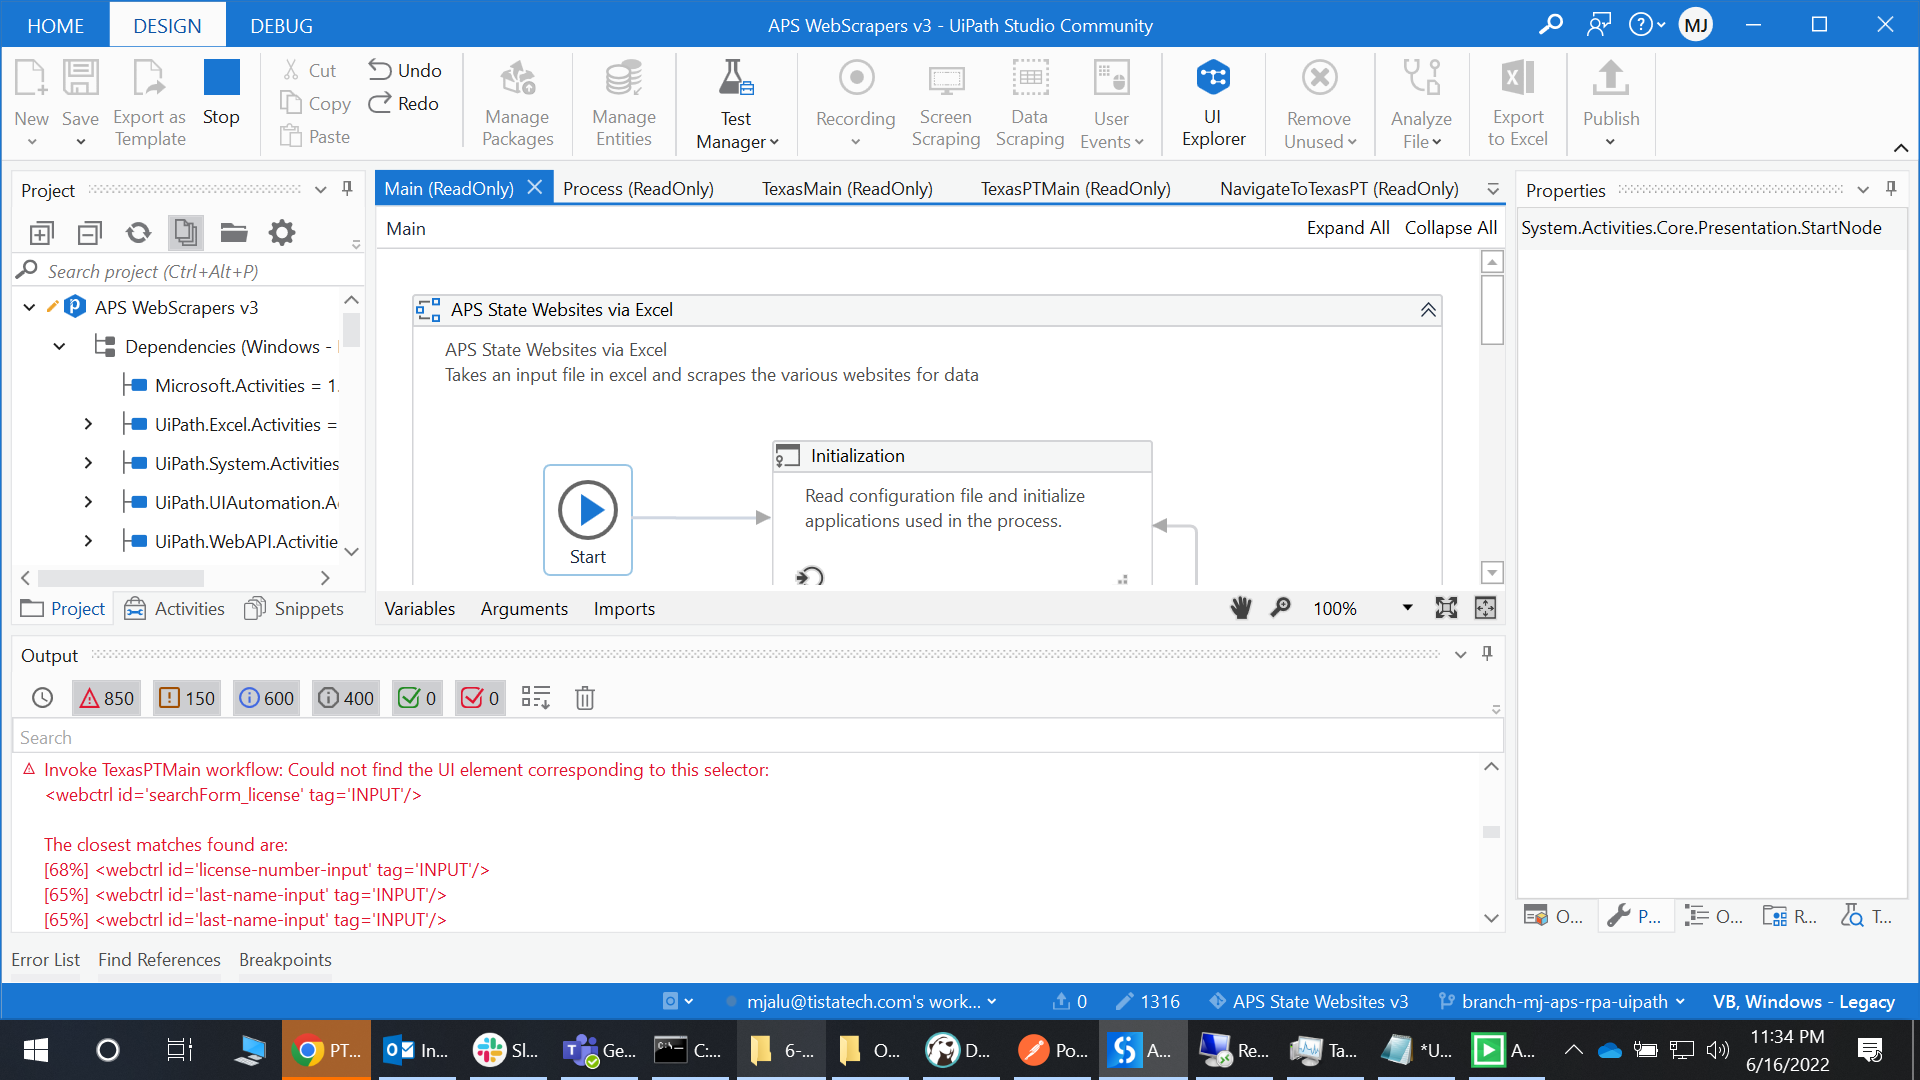 HOME DESIGN DEBUG
APS WebScrapers v3 - UiPath Studio Community
MJ
New Save Export as Template Stop
Cut
Copy
Paste
Undo
Redo
Manage Packages
Manage Entities
Test Manager
Recording
Screen Scraping
Data Scraping
User Events
UI Explorer
Remove Unused
Analyze File
Export to Excel
Publish
Project
Search project (Ctrl+Alt+P)
APS WebScrapers v3
Dependencies (Windows -
Microsoft.Activities = 1.
UiPath.Excel.Activities =
UiPath.System.Activities
UiPath.UIAutomation.A
UiPath.WebAPI.Activitie
Project Activities Snippets
Main (ReadOnly) Process (ReadOnly) TexasMain (ReadOnly) TexasPTMain (ReadOnly) NavigateToTexasPT (ReadOnly)
Main Expand All Collapse All
APS State Websites via Excel
APS State Websites via Excel
Takes an input file in excel and scrapes the various websites for data
Start
Initialization
Read configuration file and initialize
applications used in the process.
Variables Arguments Imports 100%
Properties
System.Activities.Core.Presentation.StartNode
O... P... O... R... T...
Output
850 150 600 400 0 0
Search
Invoke TexasPTMain workflow: Could not find the UI element corresponding to this selector:
<webctrl id='searchForm_license' tag='INPUT'/>
The closest matches found are:
[68%] <webctrl id='license-number-input' tag='INPUT'/>
[65%] <webctrl id='last-name-input' tag='INPUT'/>
[65%] <webctrl id='last-name-input' tag='INPUT'/>
Error List Find References Breakpoints
mjalu@tistatech.com's work... 0 1316 APS State Websites v3 branch-mj-aps-rpa-uipath VB, Windows - Legacy
PT... In... Sl... Ge... C:... 6-... O... D... Po... A... Re... Ta... *U... A...
11:34 PM
6/16/2022